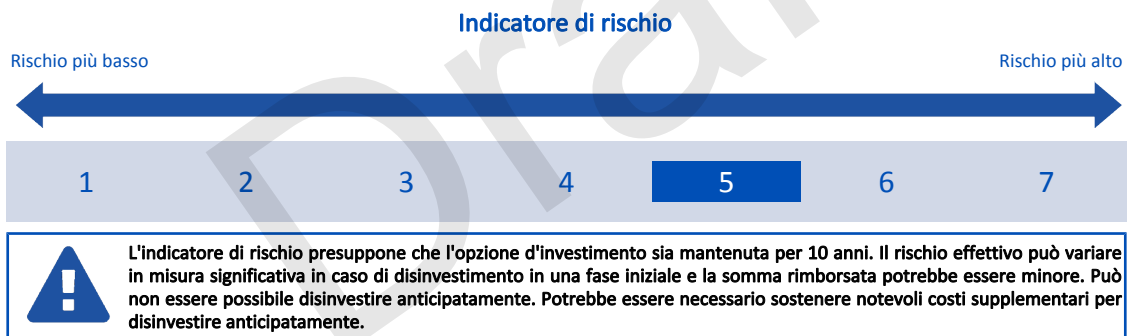 Indicatore di rischio
Rischio più basso
Rischio più alto
1 2 3 4 5 6 7
L'indicatore di rischio presuppone che l'opzione d'investimento sia mantenuta per 10 anni. Il rischio effettivo può variare
in misura significativa in caso di disinvestimento in una fase iniziale e la somma rimborsata potrebbe essere minore. Può
non essere possibile disinvestire anticipatamente. Potrebbe essere necessario sostenere notevoli costi supplementari per
disinvestire anticipatamente.